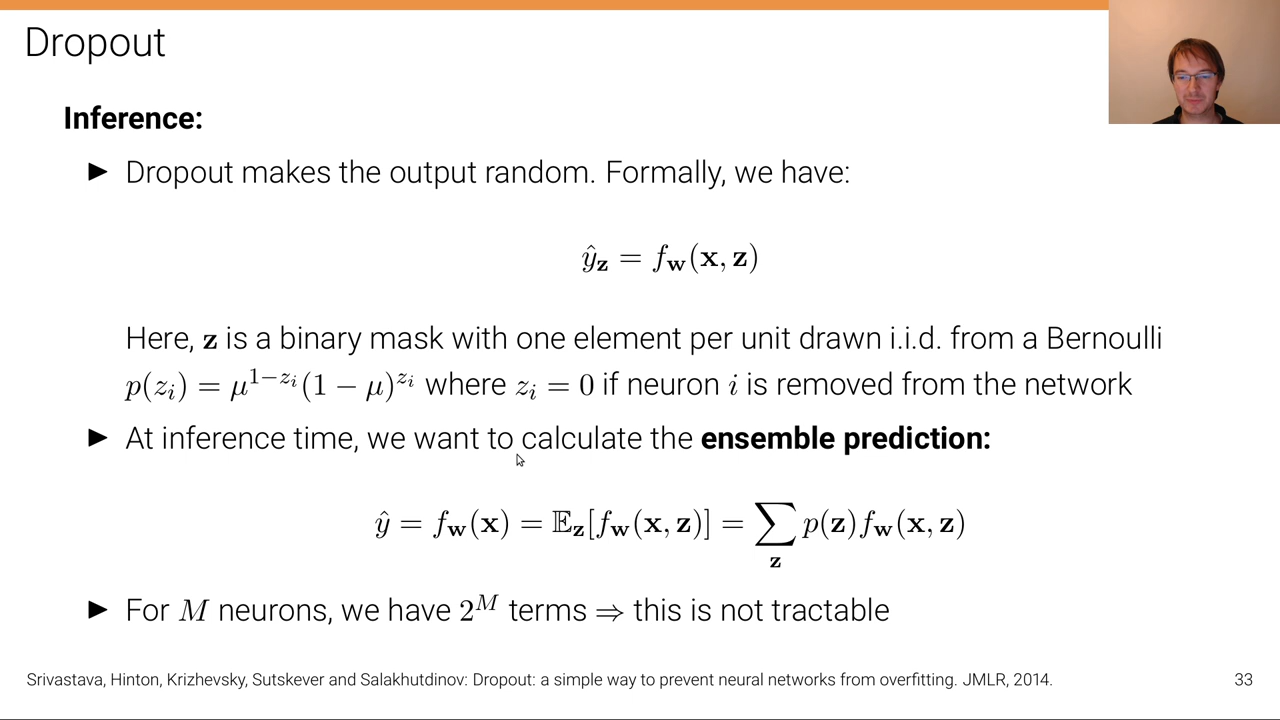 Dropout
Inference:
▶ Dropout makes the output random. Formally, we have:
ŷ_𝐳 = f_𝐰(𝐱, 𝐳)
Here, 𝐳 is a binary mask with one element per unit drawn i.i.d. from a Bernoulli
p(z_i) = μ^{1−z_i}(1 − μ)^{z_i} where z_i = 0 if neuron i is removed from the network
▶ At inference time, we want to calculate the ensemble prediction:
ŷ = f_𝐰(𝐱) = 𝔼_𝐳[f_𝐰(𝐱, 𝐳)] = ∑_𝐳 p(𝐳)f_𝐰(𝐱, 𝐳)
▶ For M neurons, we have 2^M terms ⇒ this is not tractable
Srivastava, Hinton, Krizhevsky, Sutskever and Salakhutdinov: Dropout: a simple way to prevent neural networks from overfitting. JMLR, 2014.
33